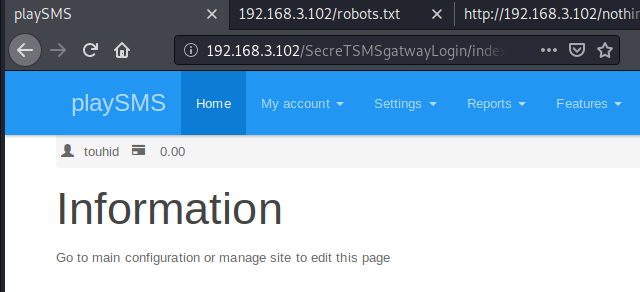 playSMS 192.168.3.102/robots.txt http://192.168.3.102/nothin
192.168.3.102/SecreTSMSgatwayLogin/index
playSMS Home My account Settings Reports Features
touhid 0.00
Information
Go to main configuration or manage site to edit this page